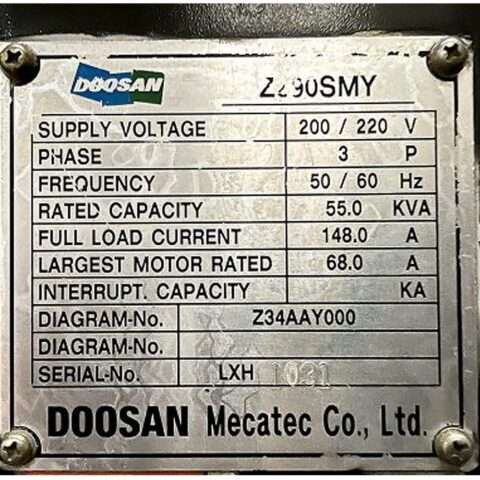 DOOSAN Z290SMY
SUPPLY VOLTAGE 200 / 220 V
PHASE 3 P
FREQUENCY 50 / 60 Hz
RATED CAPACITY 55.0 KVA
FULL LOAD CURRENT 148.0 A
LARGEST MOTOR RATED 68.0 A
INTERRUPT. CAPACITY KA
DIAGRAM-No. Z34AAY000
DIAGRAM-No.
SERIAL-No. LXH 1021
DOOSAN Mecatec Co., Ltd.